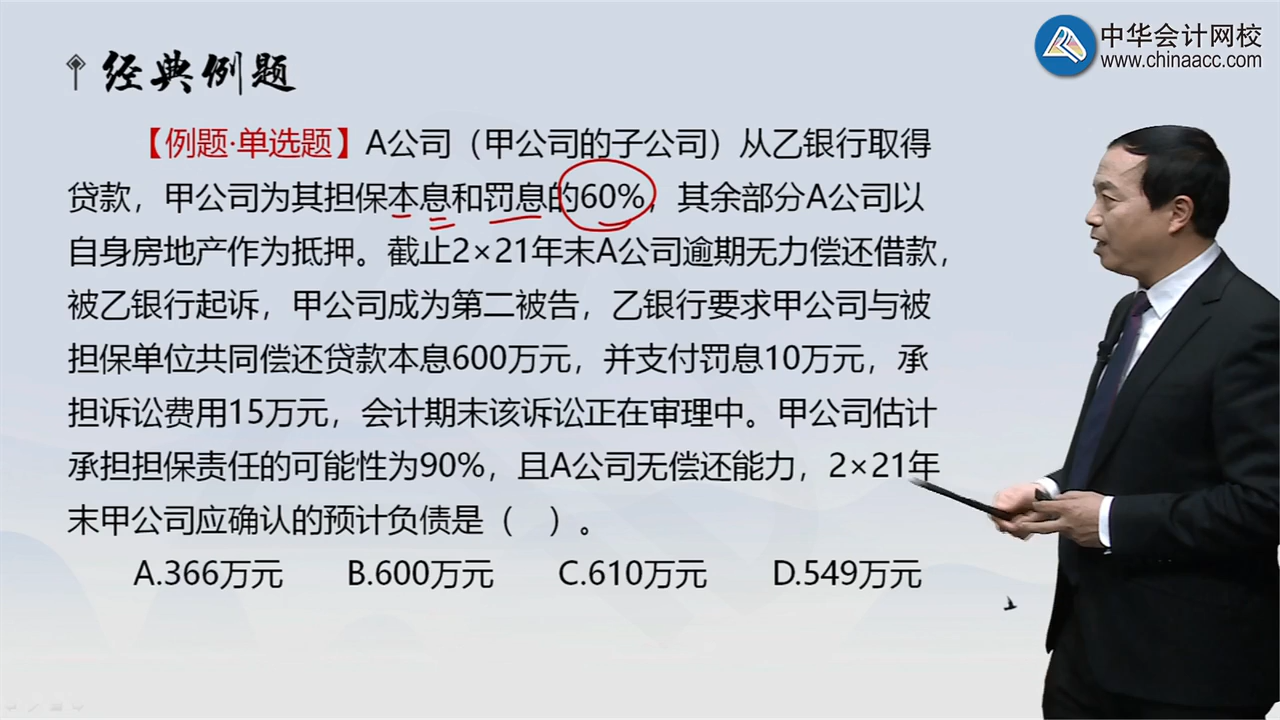 中华会计网校
www.chinaacc.com
经典例题
【例题·单选题】A公司（甲公司的子公司）从乙银行取得
贷款，甲公司为其担保本息和罚息的60%，其余部分A公司以
自身房地产作为抵押。截止2×21年末A公司逾期无力偿还借款，
被乙银行起诉，甲公司成为第二被告，乙银行要求甲公司与被
担保单位共同偿还贷款本息600万元，并支付罚息10万元，承
担诉讼费用15万元，会计期末该诉讼正在审理中。甲公司估计
承担担保责任的可能性为90%，且A公司无偿还能力，2×21年
末甲公司应确认的预计负债是（　）。
A.366万元　B.600万元　C.610万元　D.549万元